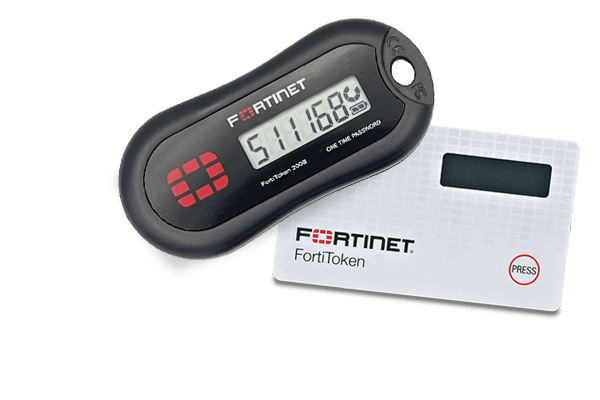 FORTINET
511168
FortiToken 200B
ONE TIME PASSWORD
FORTINET
FortiToken
PRESS